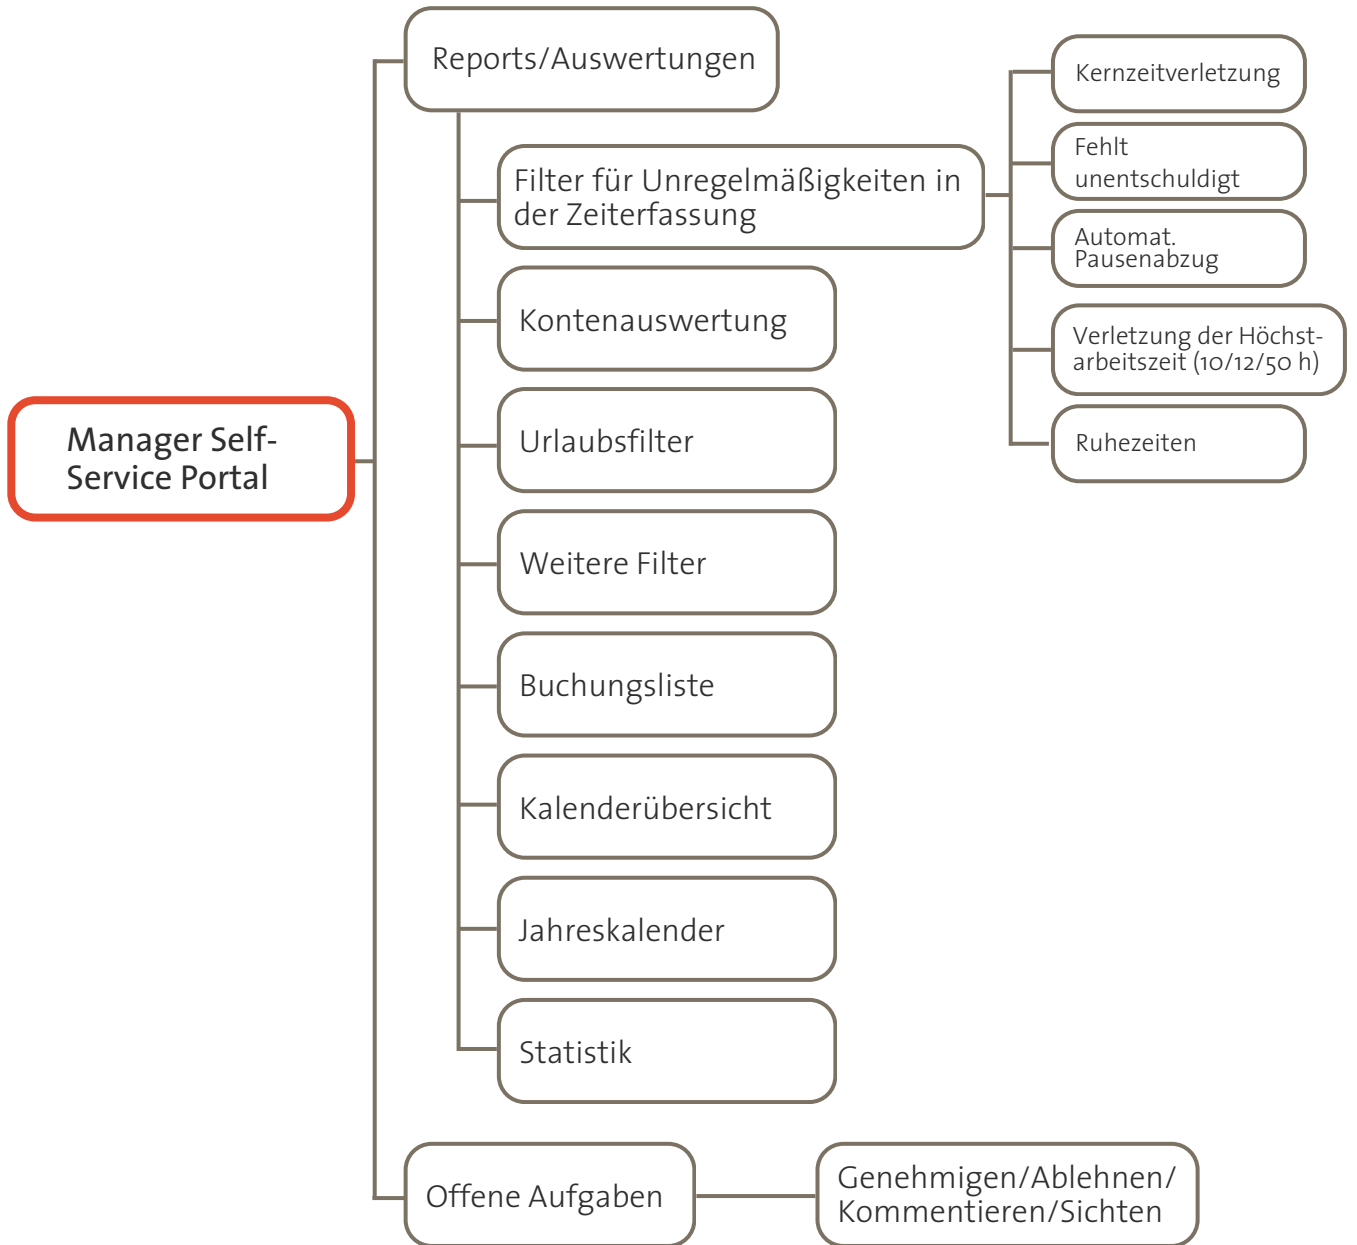 Reports/Auswertungen
Filter für Unregelmäßigkeiten in
der Zeiterfassung
Kernzeitverletzung
Fehlt
unentschuldigt
Automat.
Pausenabzug
Verletzung der Höchst-
arbeitszeit (10/12/50 h)
Ruhezeiten
Kontenauswertung
Urlaubsfilter
Manager Self-
Service Portal
Weitere Filter
Buchungsliste
Kalenderübersicht
Jahreskalender
Statistik
Offene Aufgaben
Genehmigen/Ablehnen/
Kommentieren/Sichten